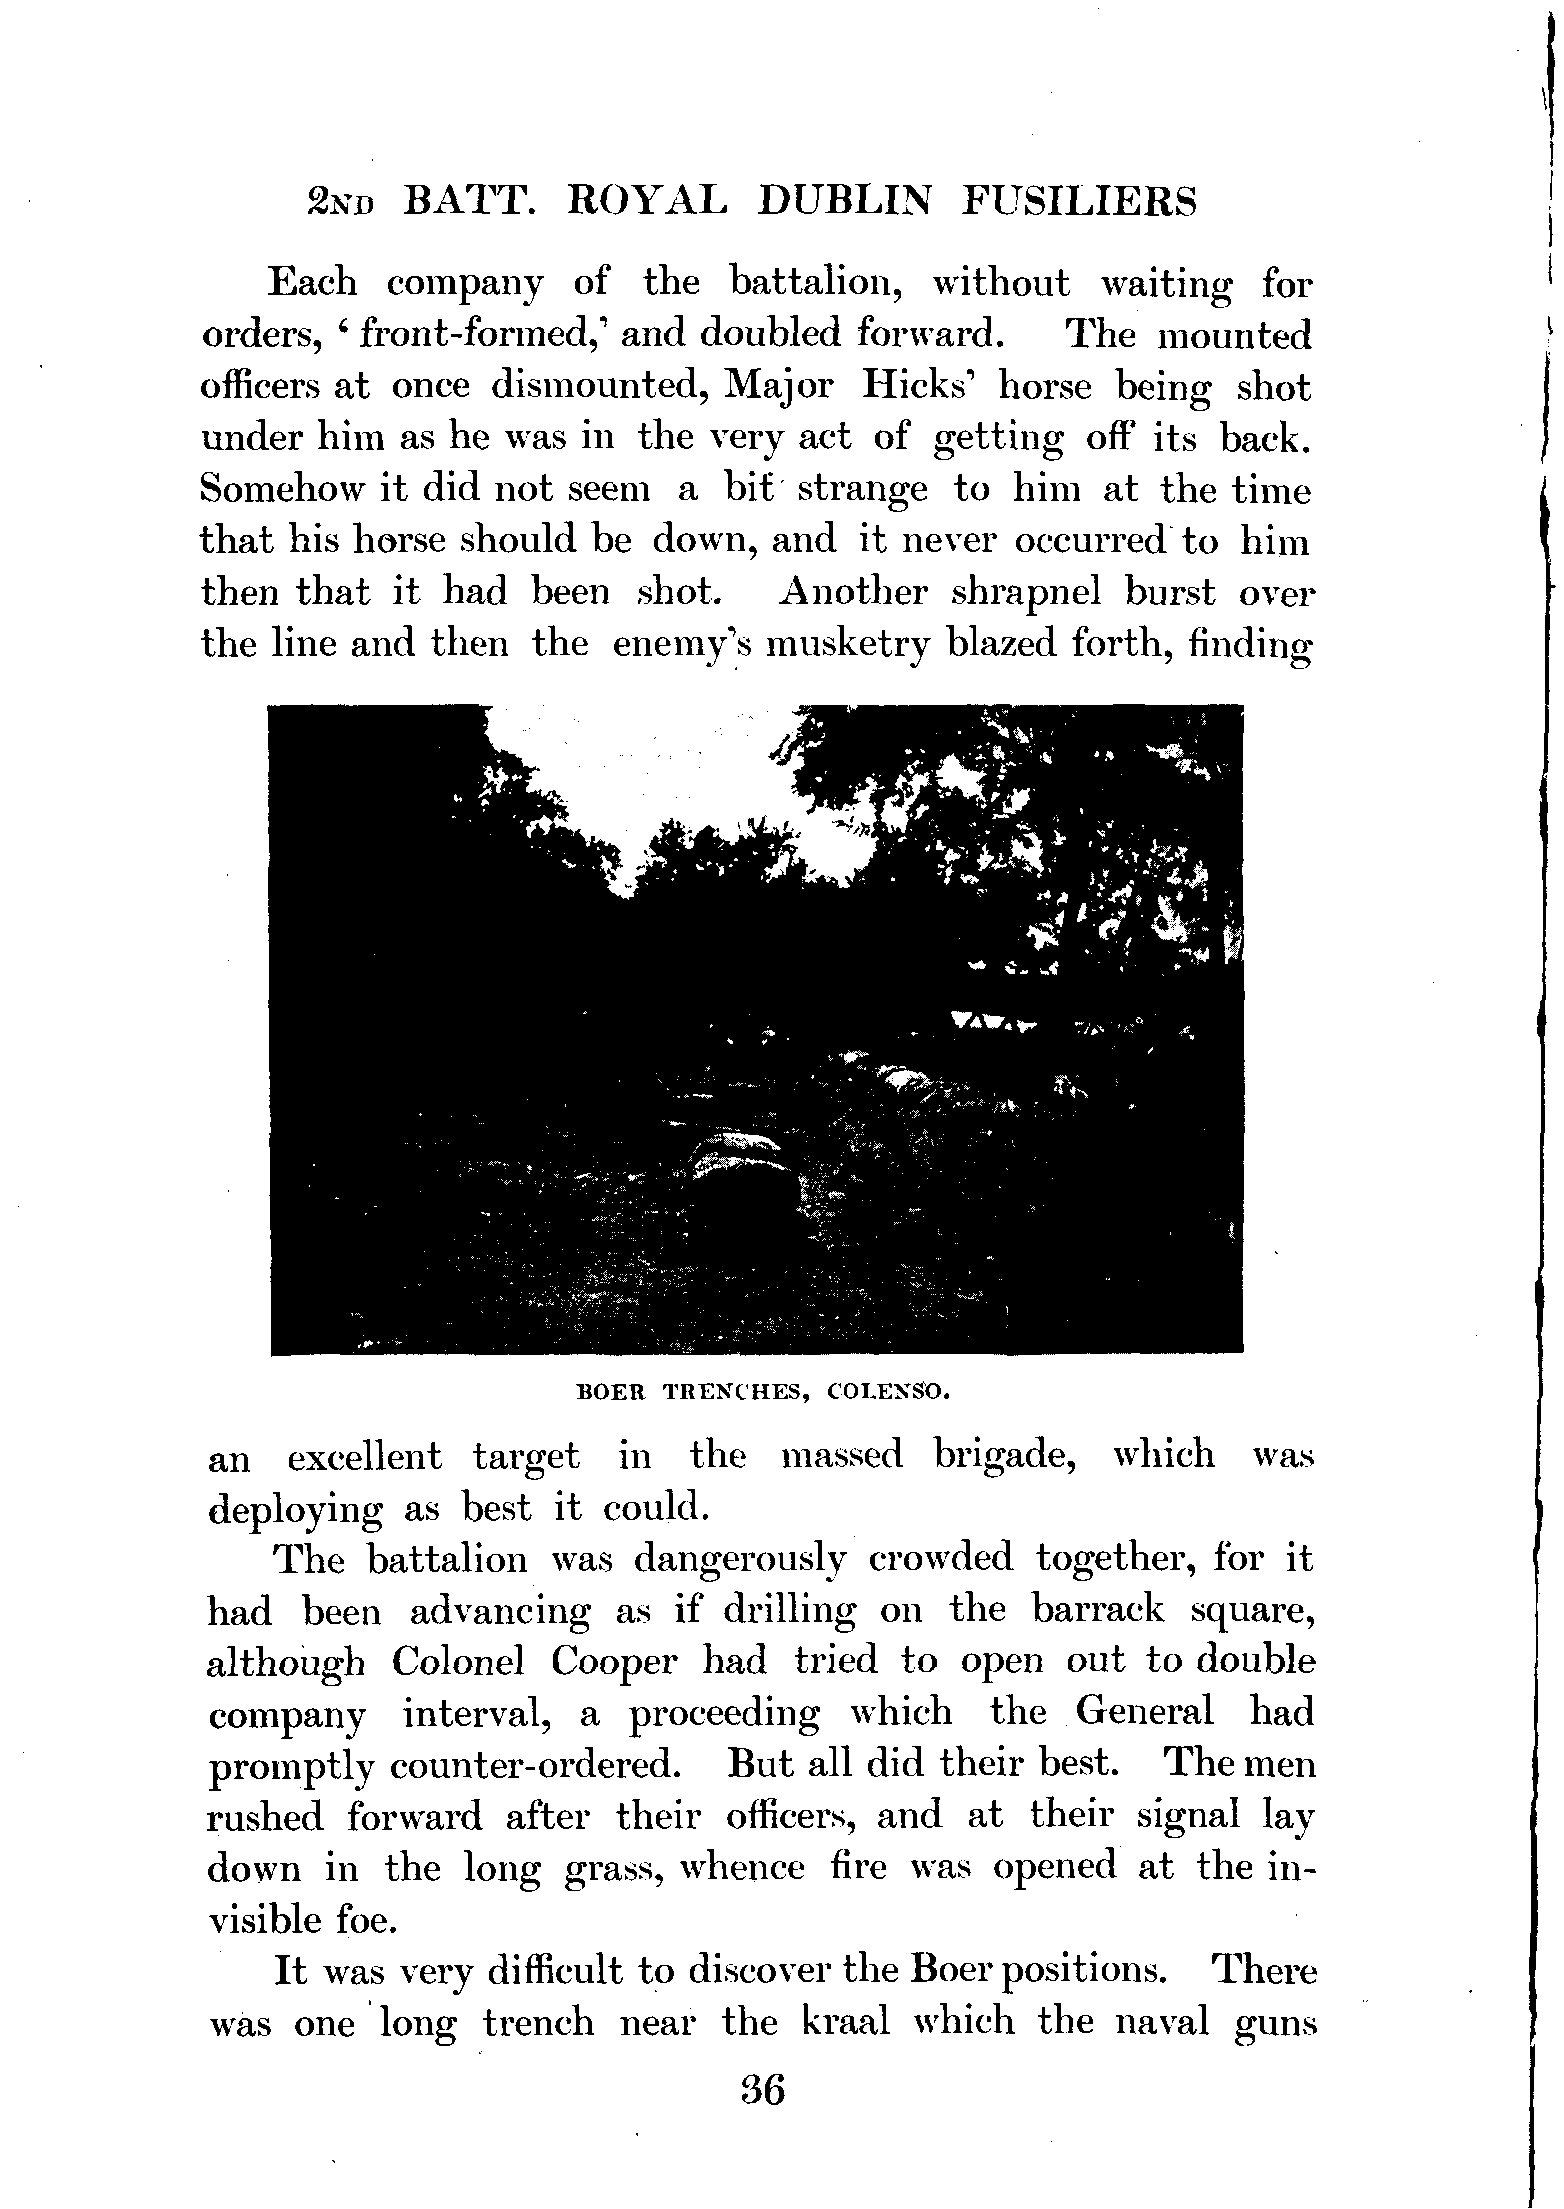 2ND BATT. ROYAL DUBLIN FUSILIERS
Each company of the battalion, without waiting for
orders, ‘ front-formed,’ and doubled forward. The mounted
officers at once dismounted, Major Hicks’ horse being shot
under him as he was in the very act of getting off its back.
Somehow it did not seem a bit strange to him at the time
that his horse should be down, and it never occurred to him
then that it had been shot. Another shrapnel burst over
the line and then the enemy’s musketry blazed forth, finding
BOER TRENCHES, COLENSO.
an excellent target in the massed brigade, which was
deploying as best it could.
The battalion was dangerously crowded together, for it
had been advancing as if drilling on the barrack square,
although Colonel Cooper had tried to open out to double
company interval, a proceeding which the General had
promptly counter-ordered. But all did their best. The men
rushed forward after their officers, and at their signal lay
down in the long grass, whence fire was opened at the in-
visible foe.
It was very difficult to discover the Boer positions. There
was one long trench near the kraal which the naval guns
36